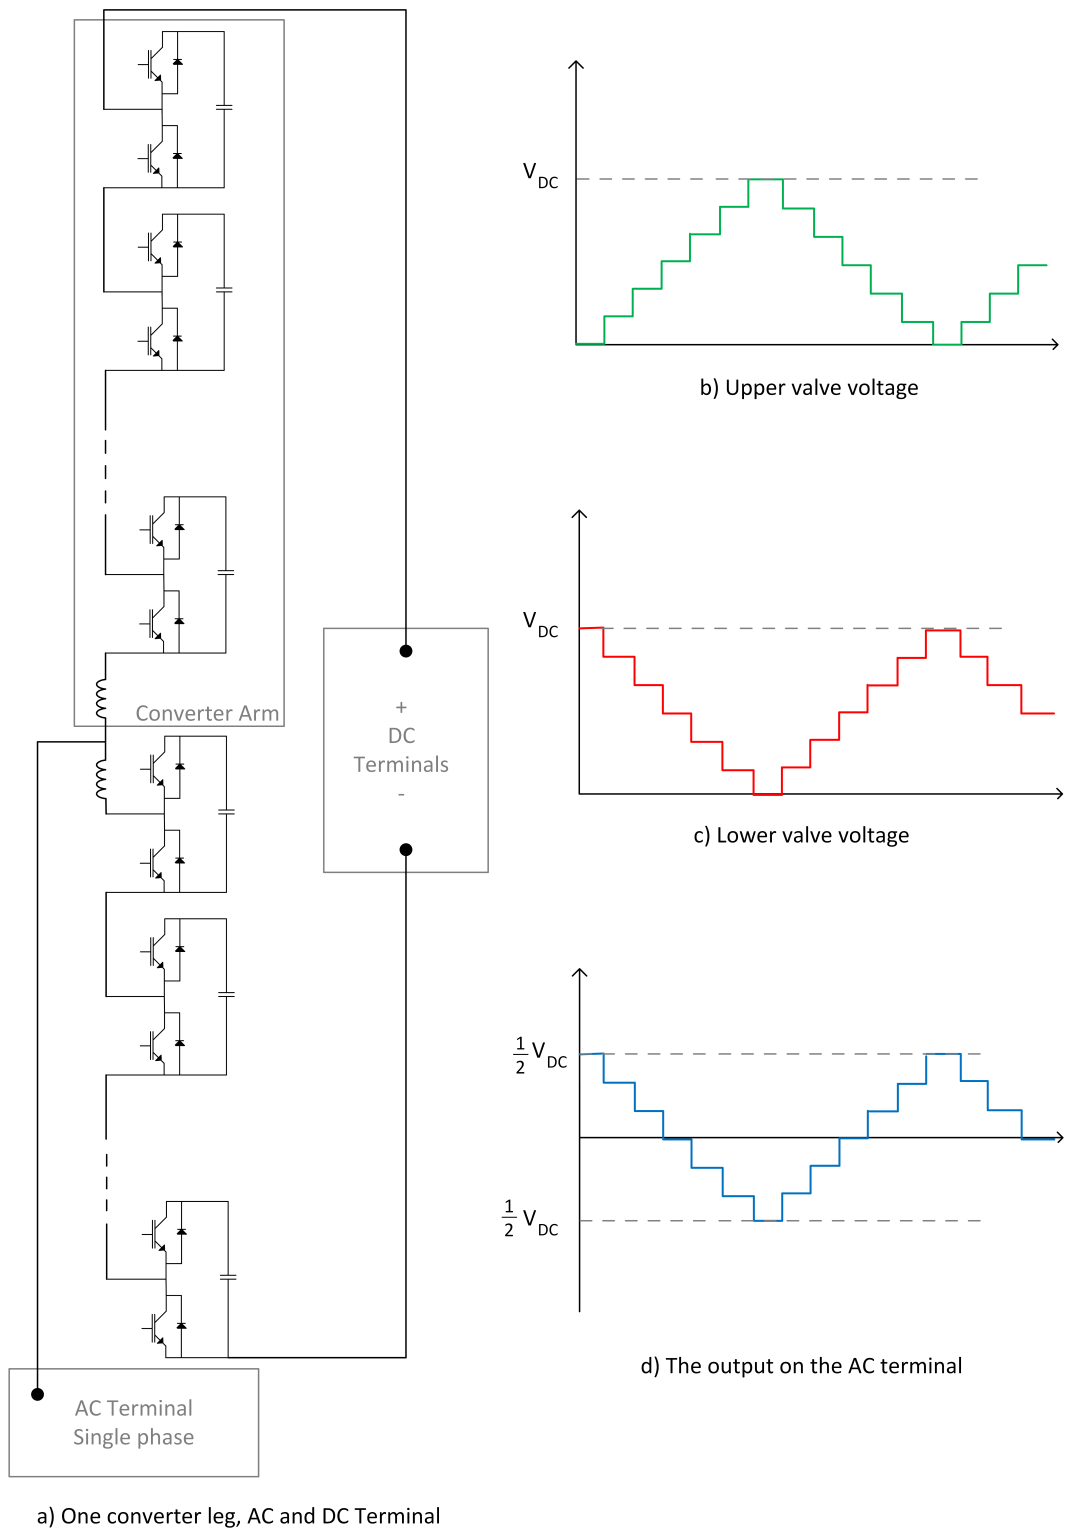 V DC
b) Upper valve voltage
Converter Arm
+
DC
Terminals
-
V DC
c) Lower valve voltage
1/2 V DC
1/2 V DC
d) The output on the AC terminal
AC Terminal
Single phase
a) One converter leg, AC and DC Terminal